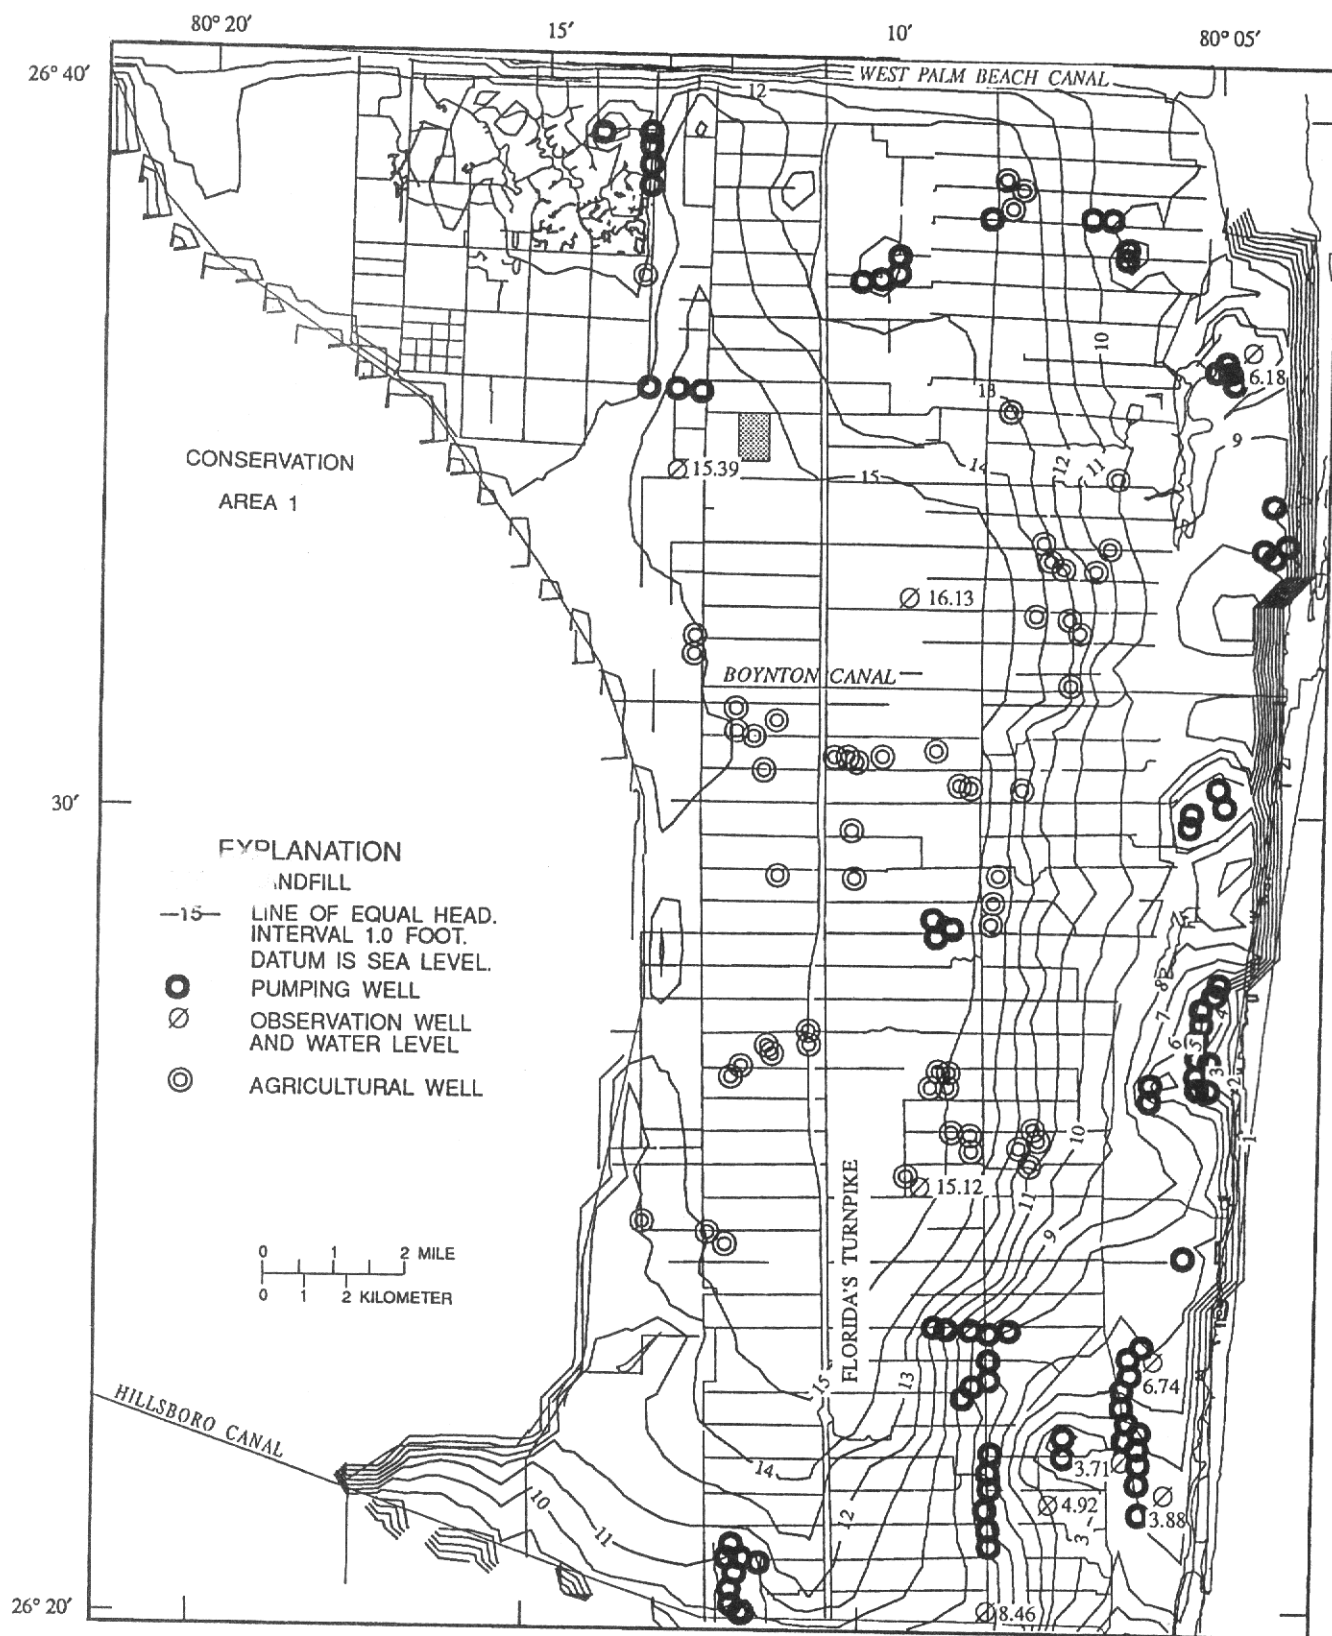 80° 20′
15′
10′
80° 05′
26° 40′
WEST PALM BEACH CANAL
12
10
6.18
13
9
CONSERVATION
AREA 1
15.39
15
14
12
11
16.13
BOYNTON CANAL
30′
EXPLANATION
NDFILL
—15— LINE OF EQUAL HEAD.
INTERVAL 1.0 FOOT.
DATUM IS SEA LEVEL.
PUMPING WELL
OBSERVATION WELL
AND WATER LEVEL
AGRICULTURAL WELL
8
7
6
5
4
3
2
1
10
15.12
11
9
FLORIDA'S TURNPIKE
0 1 2 MILE
0 1 2 KILOMETER
15
13
6.74
HILLSBORO CANAL
14
3.71
4.92
3.88
10
11
12
3
26° 20′
8.46